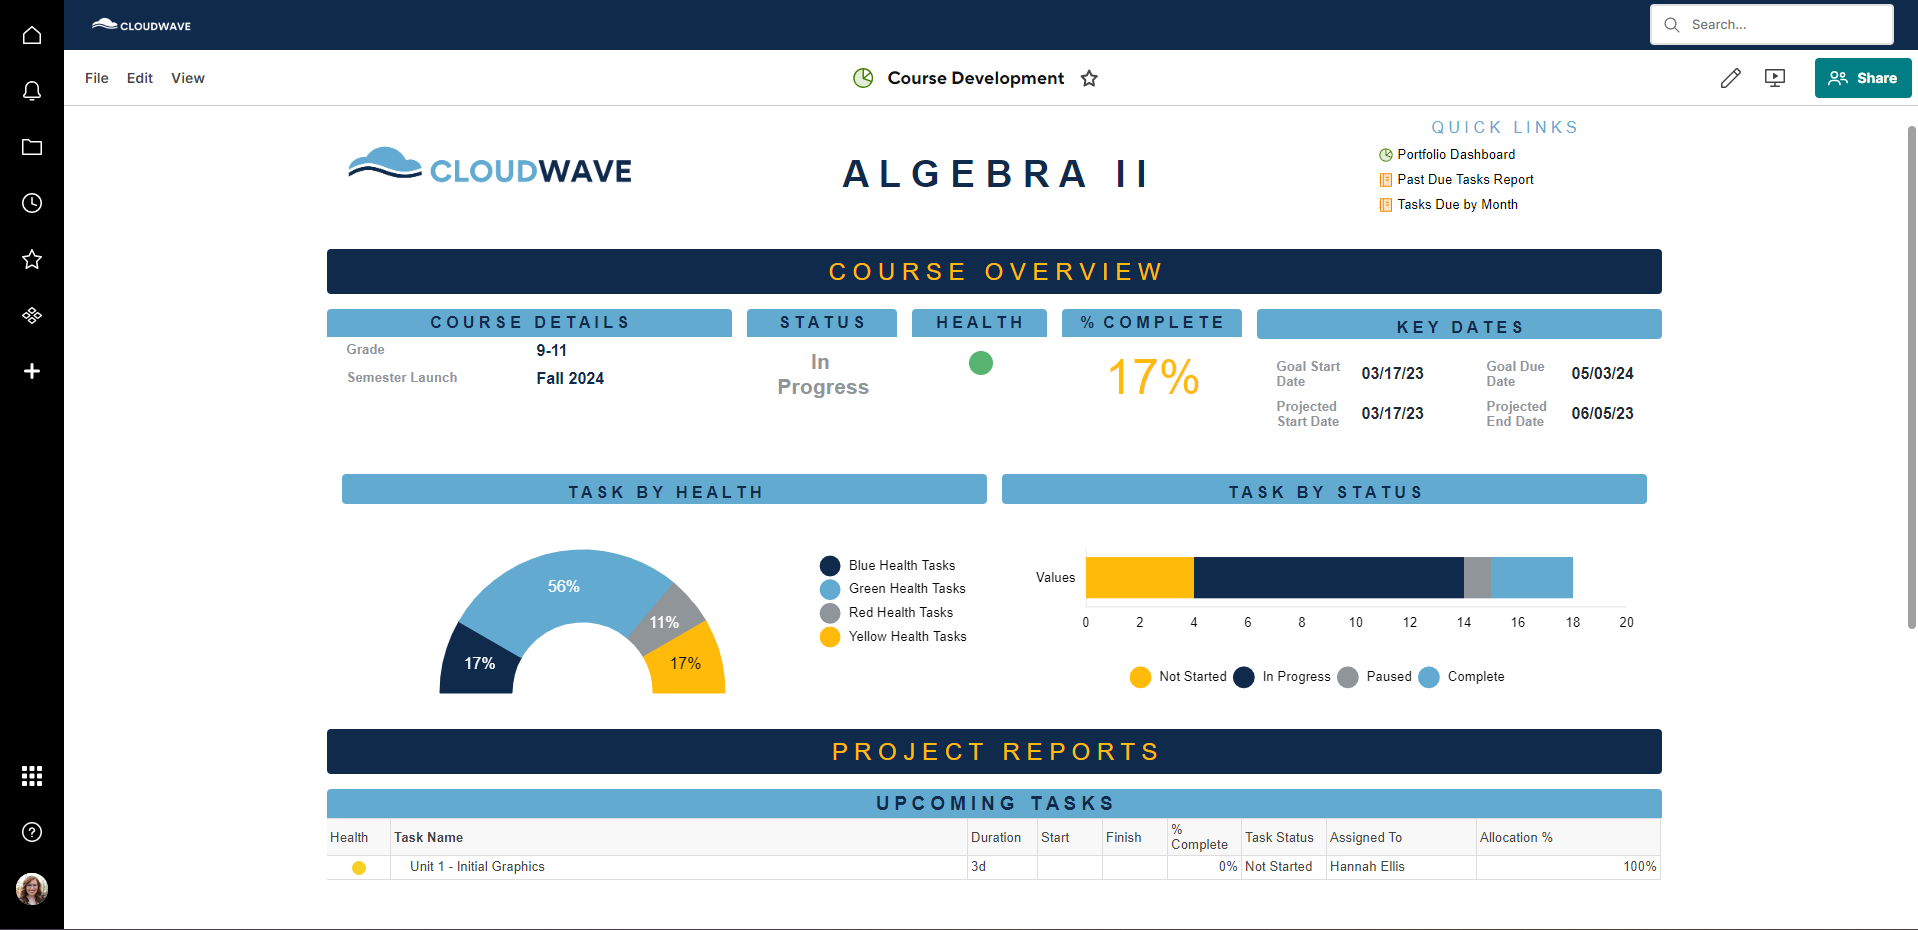 CLOUDWAVE
Search...
File Edit View
Course Development
Share
CLOUDWAVE
ALGEBRA II
QUICK LINKS
Portfolio Dashboard
Past Due Tasks Report
Tasks Due by Month
COURSE OVERVIEW
COURSE DETAILS
Grade 9-11
Semester Launch Fall 2024
STATUS
In
Progress
HEALTH
% COMPLETE
17%
KEY DATES
Goal Start
Date
03/17/23
Goal Due
Date
05/03/24
Projected
Start Date
03/17/23
Projected
End Date
06/05/23
TASK BY HEALTH
56%
11%
17%
17%
Blue Health Tasks
Green Health Tasks
Red Health Tasks
Yellow Health Tasks
TASK BY STATUS
Values
0 2 4 6 8 10 12 14 16 18 20
Not Started In Progress Paused Complete
PROJECT REPORTS
UPCOMING TASKS
Health Task Name Duration Start Finish % Complete Task Status Assigned To Allocation %
Unit 1 - Initial Graphics 3d 0% Not Started Hannah Ellis 100%